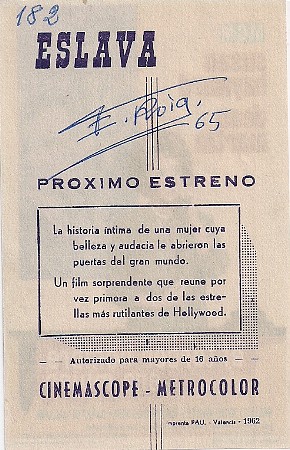 182
ESLAVA
E. Roig.
65
PROXIMO ESTRENO
La historia íntima de una mujer cuya
belleza y audacia le abrieron las
puertas del gran mundo.
Un film sorprendente que reune por
vez primora a dos de las estre-
llas más rutilantes de Hollywood.
Autorizado para mayores de 16 años
CINEMASCOPE - METROCOLOR
Imprenta PAU. - Valencia - 1962